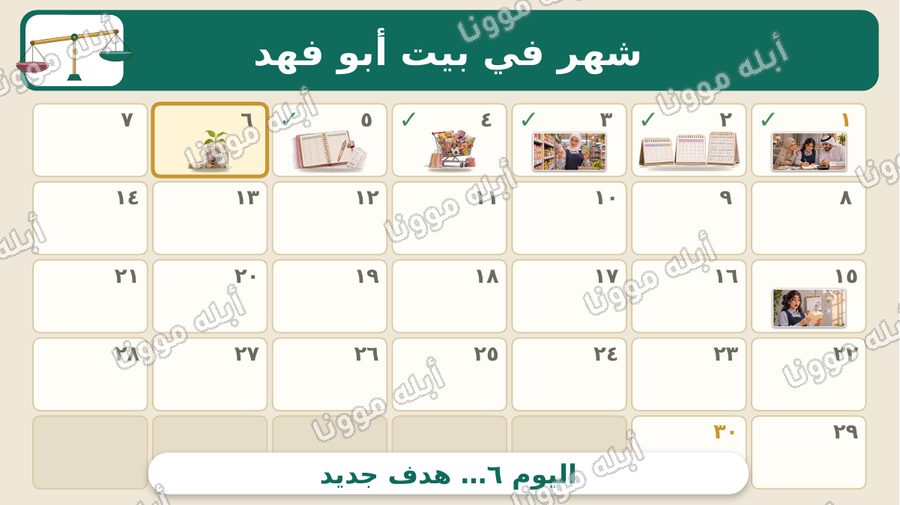 شهر في بيت أبو فهد
١ ✓ ٢ ✓ ٣ ✓ ٤ ✓ ٥ ✓ ٦ ٧
٨ ٩ ١٠ ١١ ١٢ ١٣ ١٤
١٥ ١٦ ١٧ ١٨ ١٩ ٢٠ ٢١
٢٢ ٢٣ ٢٤ ٢٥ ٢٦ ٢٧ ٢٨
٢٩ ٣٠
اليوم ٦... هدف جديد
أبله موونا